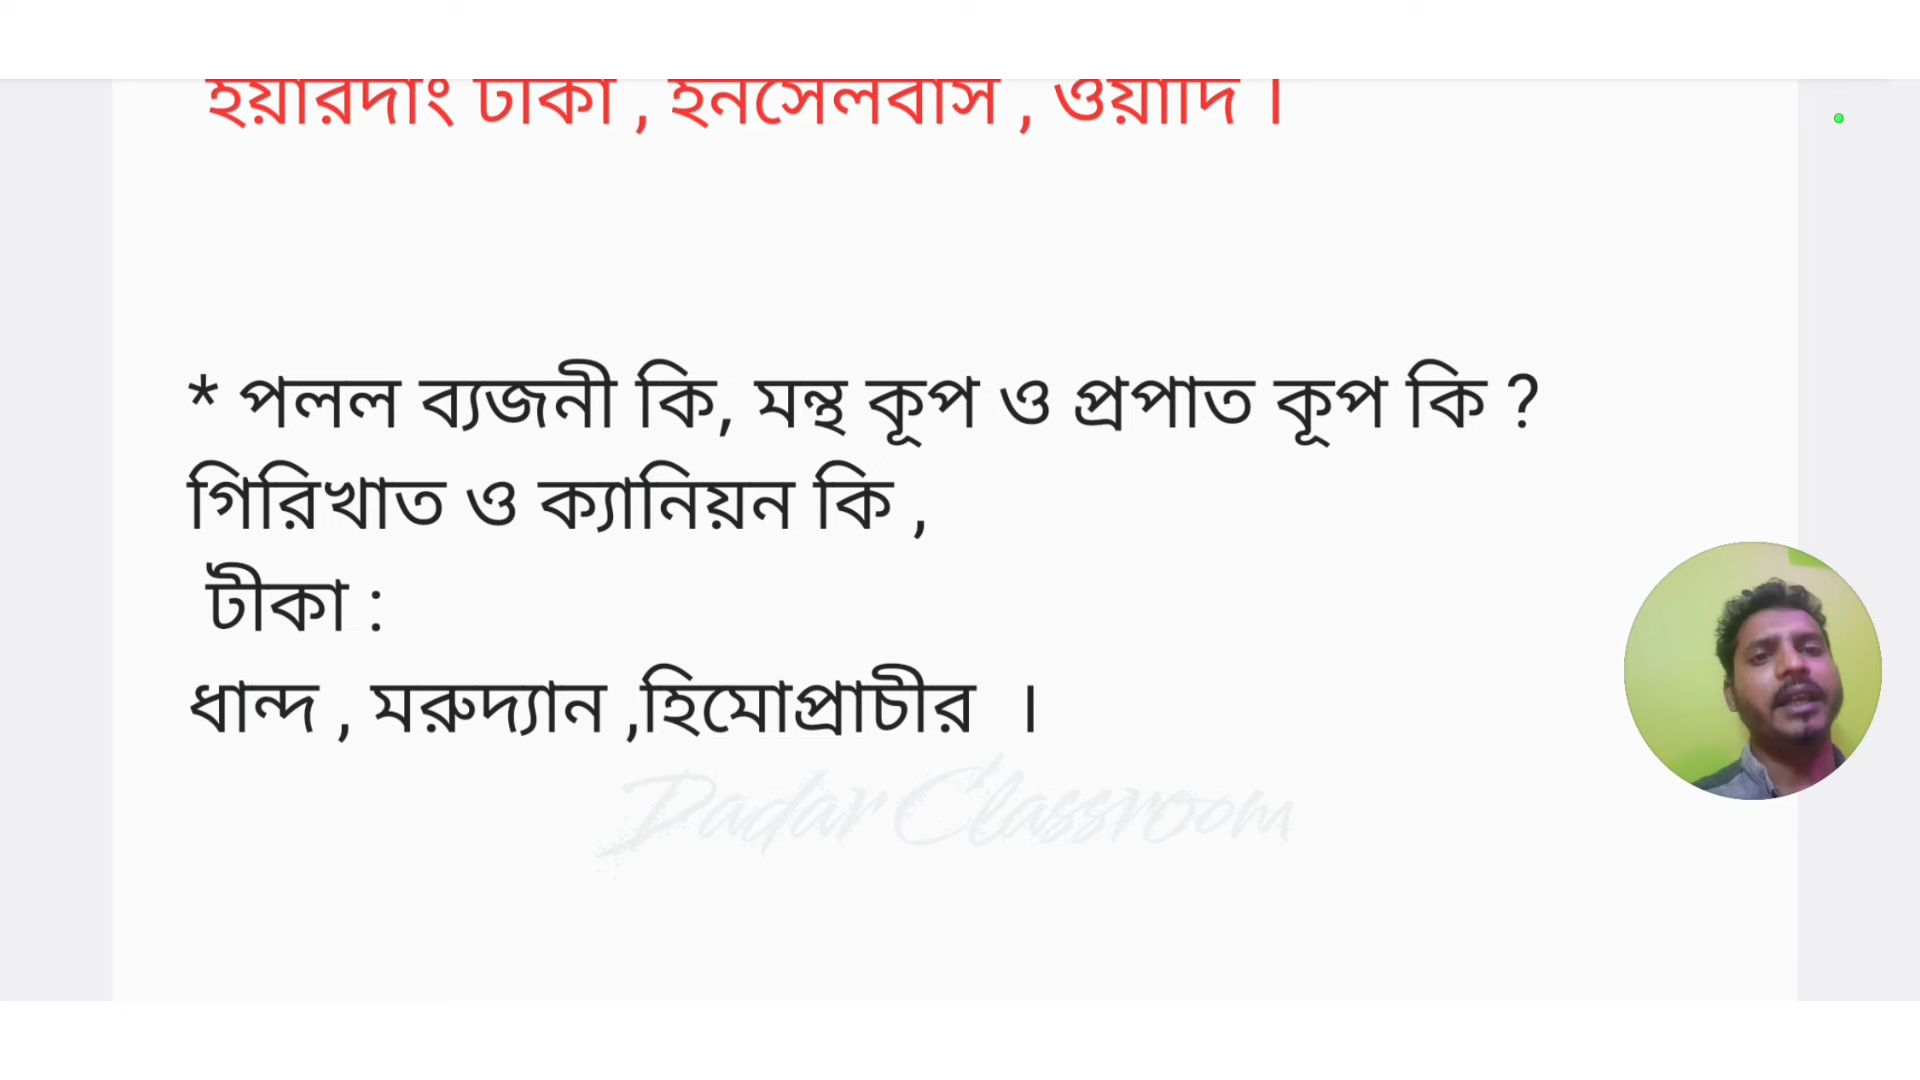 হয়ারদাং টাকা , হনসেলবাস , ওয়াদি ।
* পলল ব্যজনী কি, মন্থ কূপ ও প্রপাত কূপ কি ?
গিরিখাত ও ক্যানিয়ন কি ,
টীকা :
ধান্দ , মরুদ্যান ,হিমোপ্রাচীর ।
Dadar Classroom